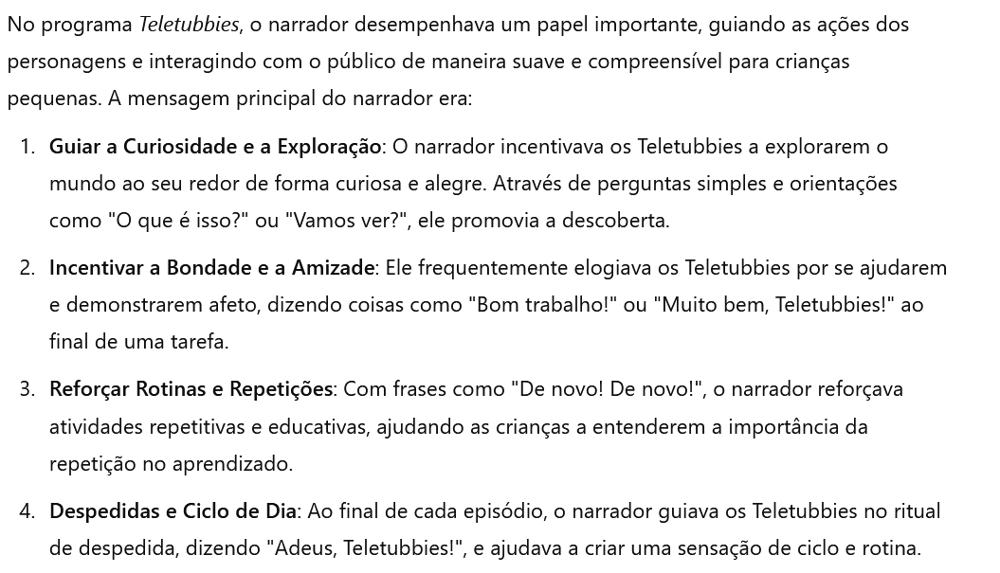 No programa Teletubbies, o narrador desempenhava um papel importante, guiando as ações dos
personagens e interagindo com o público de maneira suave e compreensível para crianças
pequenas. A mensagem principal do narrador era:
1. Guiar a Curiosidade e a Exploração: O narrador incentivava os Teletubbies a explorarem o
mundo ao seu redor de forma curiosa e alegre. Através de perguntas simples e orientações
como "O que é isso?" ou "Vamos ver?", ele promovia a descoberta.
2. Incentivar a Bondade e a Amizade: Ele frequentemente elogiava os Teletubbies por se ajudarem
e demonstrarem afeto, dizendo coisas como "Bom trabalho!" ou "Muito bem, Teletubbies!" ao
final de uma tarefa.
3. Reforçar Rotinas e Repetições: Com frases como "De novo! De novo!", o narrador reforçava
atividades repetitivas e educativas, ajudando as crianças a entenderem a importância da
repetição no aprendizado.
4. Despedidas e Ciclo de Dia: Ao final de cada episódio, o narrador guiava os Teletubbies no ritual
de despedida, dizendo "Adeus, Teletubbies!", e ajudava a criar uma sensação de ciclo e rotina.